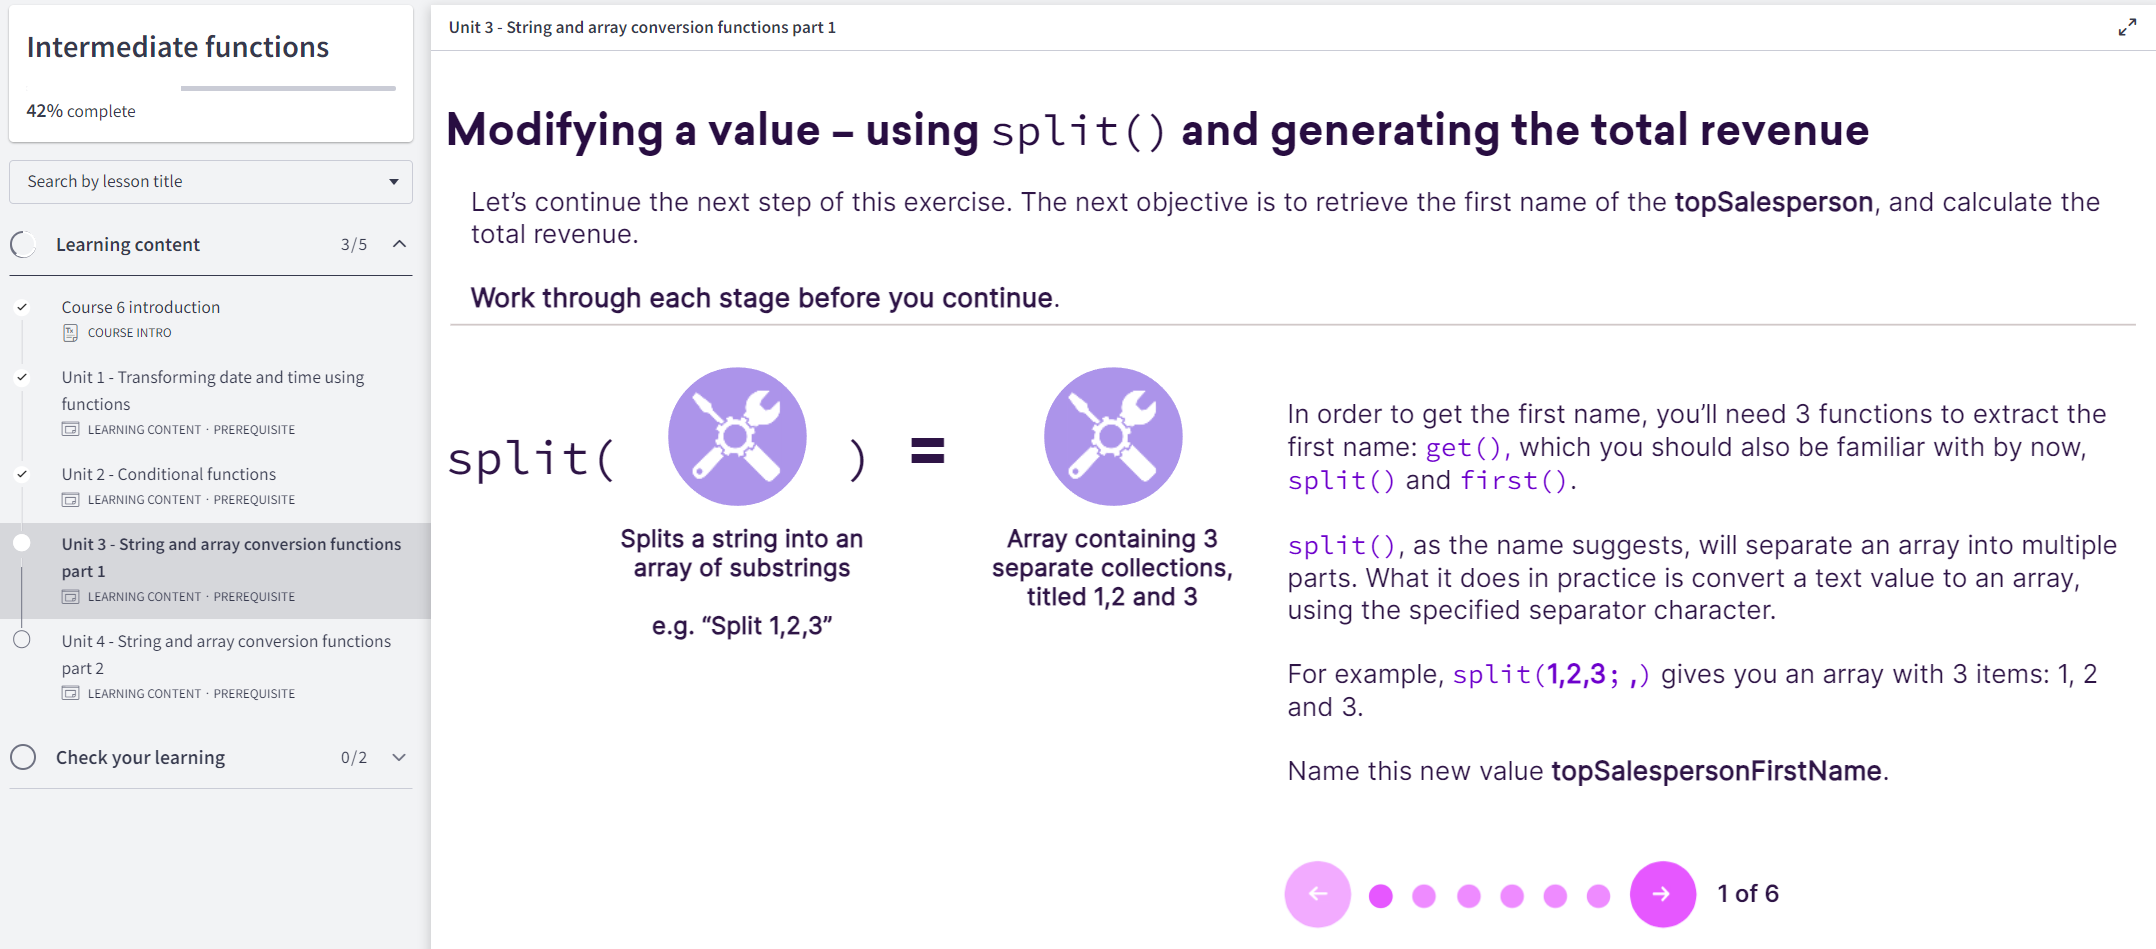 Intermediate functions
42% complete
Search by lesson title
Learning content 3/5
Course 6 introduction
COURSE INTRO
Unit 1 - Transforming date and time using
functions
LEARNING CONTENT · PREREQUISITE
Unit 2 - Conditional functions
LEARNING CONTENT · PREREQUISITE
Unit 3 - String and array conversion functions
part 1
LEARNING CONTENT · PREREQUISITE
Unit 4 - String and array conversion functions
part 2
LEARNING CONTENT · PREREQUISITE
Check your learning 0/2
Unit 3 - String and array conversion functions part 1
Modifying a value – using split() and generating the total revenue
Let’s continue the next step of this exercise. The next objective is to retrieve the first name of the topSalesperson, and calculate the
total revenue.
Work through each stage before you continue.
split( ) =
Splits a string into an
array of substrings
e.g. “Split 1,2,3”
Array containing 3
separate collections,
titled 1,2 and 3
In order to get the first name, you’ll need 3 functions to extract the
first name: get(), which you should also be familiar with by now,
split() and first().
split(), as the name suggests, will separate an array into multiple
parts. What it does in practice is convert a text value to an array,
using the specified separator character.
For example, split(1,2,3; ,) gives you an array with 3 items: 1, 2
and 3.
Name this new value topSalespersonFirstName.
1 of 6